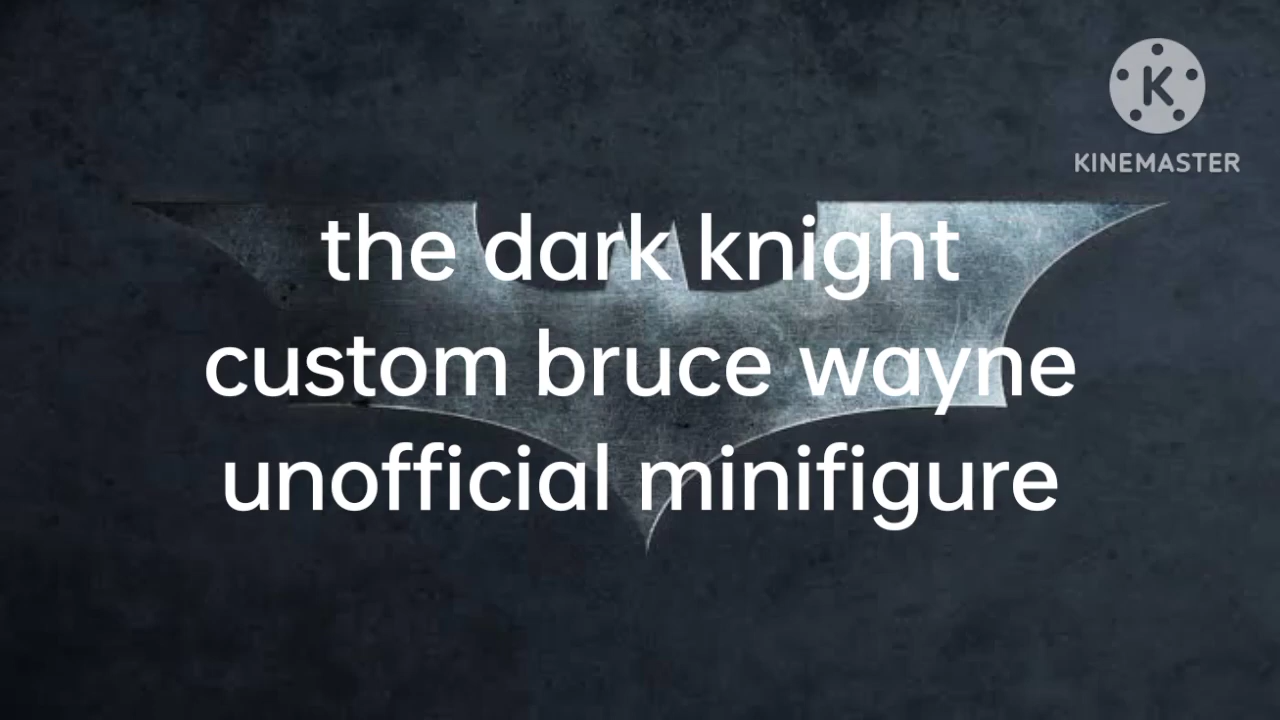 K
KINEMASTER
the dark knight
custom bruce wayne
unofficial minifigure